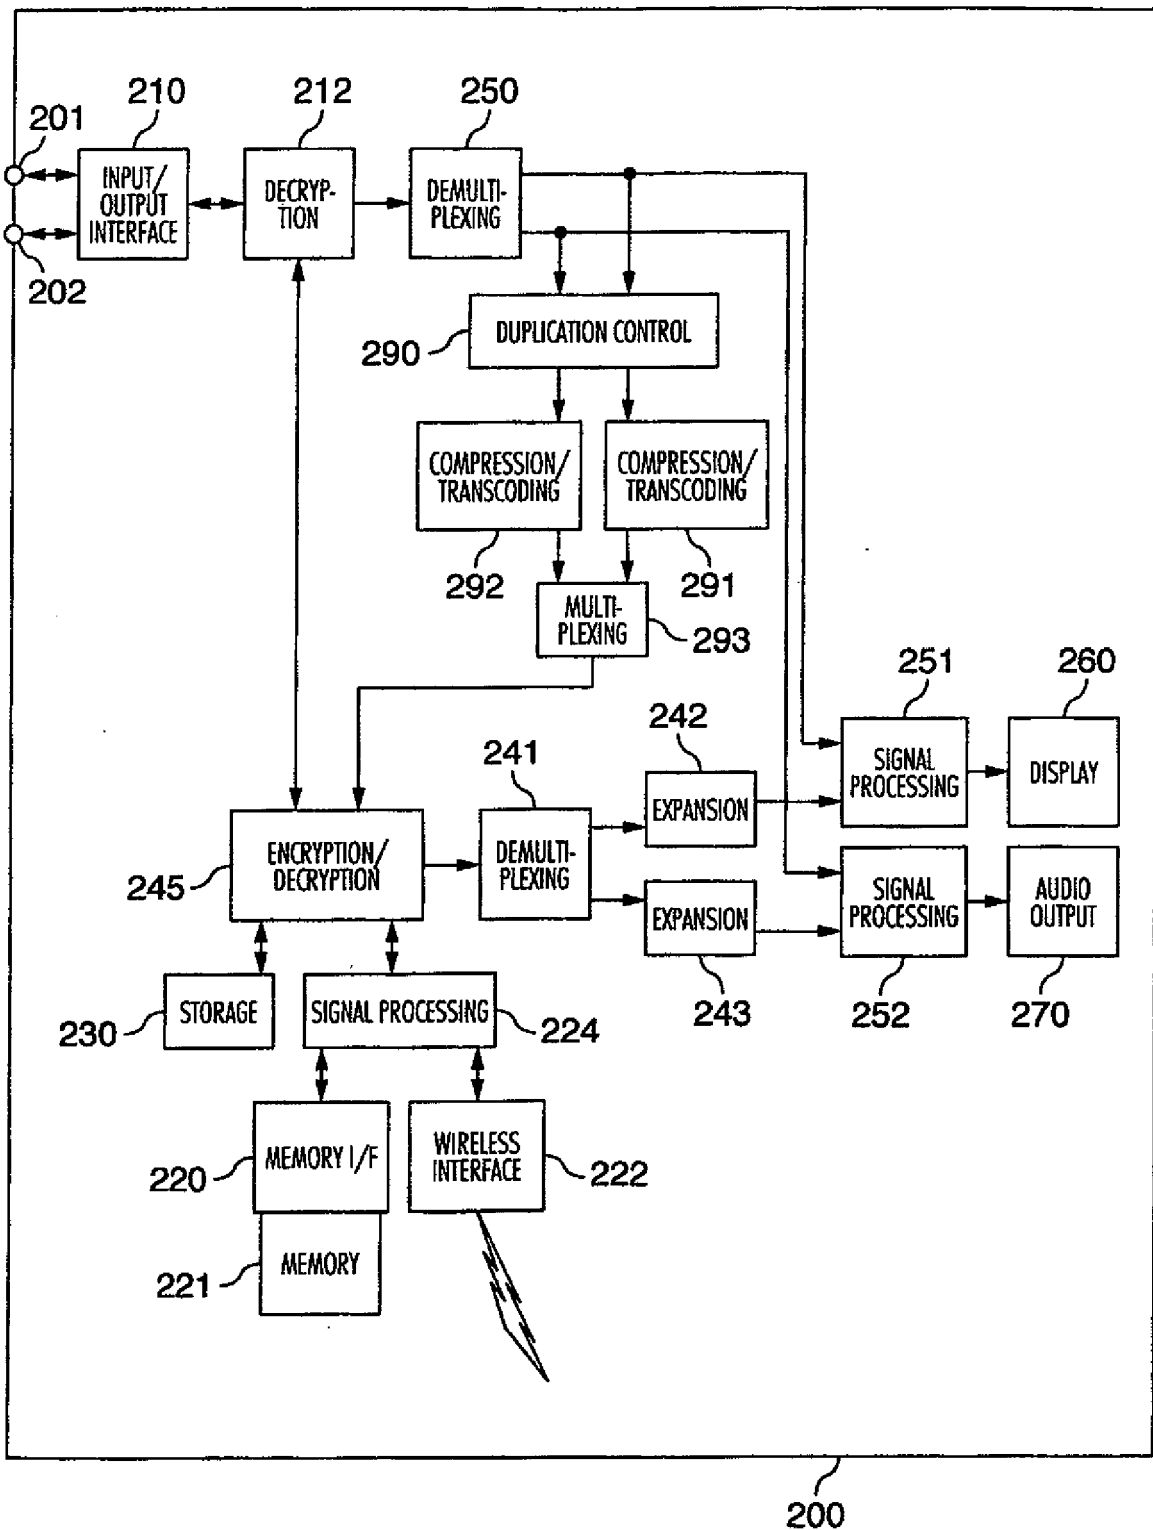 210
212
250
201
INPUT/
OUTPUT
INTERFACE
DECRYP-
TION
DEMULTI-
PLEXING
202
DUPLICATION CONTROL
290
COMPRESSION/
TRANSCODING
COMPRESSION/
TRANSCODING
292
291
MULTI-
PLEXING
293
251
260
242
241
SIGNAL
PROCESSING
DISPLAY
EXPANSION
ENCRYPTION/
DECRYPTION
DEMULTI-
PLEXING
245
SIGNAL
PROCESSING
AUDIO
OUTPUT
EXPANSION
STORAGE
SIGNAL PROCESSING
230
224
243
252
270
MEMORY I/F
WIRELESS
INTERFACE
220
222
MEMORY
221
200